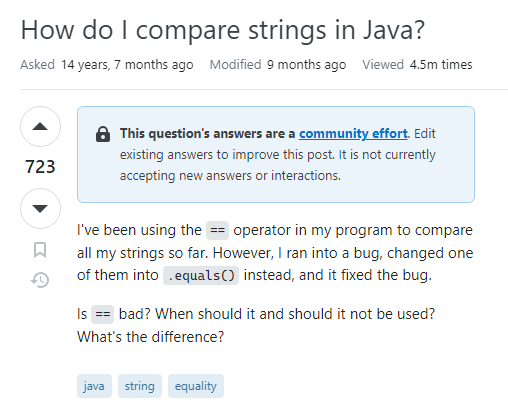 How do I compare strings in Java?
Asked 14 years, 7 months ago Modified 9 months ago Viewed 4.5m times
This question's answers are a community effort. Edit
existing answers to improve this post. It is not currently
accepting new answers or interactions.
723
I've been using the == operator in my program to compare
all my strings so far. However, I ran into a bug, changed one
of them into .equals() instead, and it fixed the bug.
Is == bad? When should it and should it not be used?
What's the difference?
java string equality